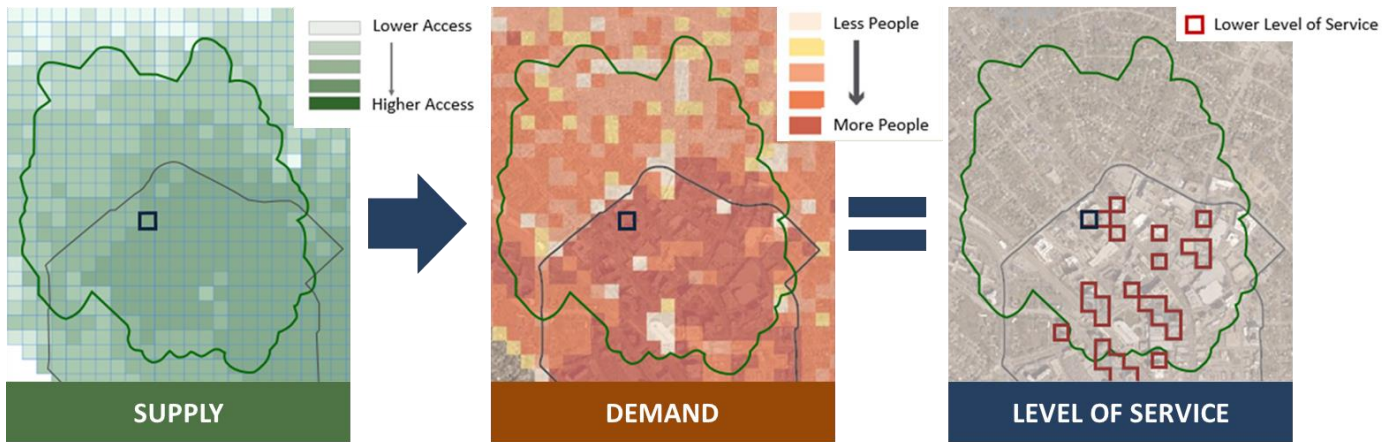 Lower Access
Higher Access
SUPPLY
Less People
More People
DEMAND
Lower Level of Service
LEVEL OF SERVICE